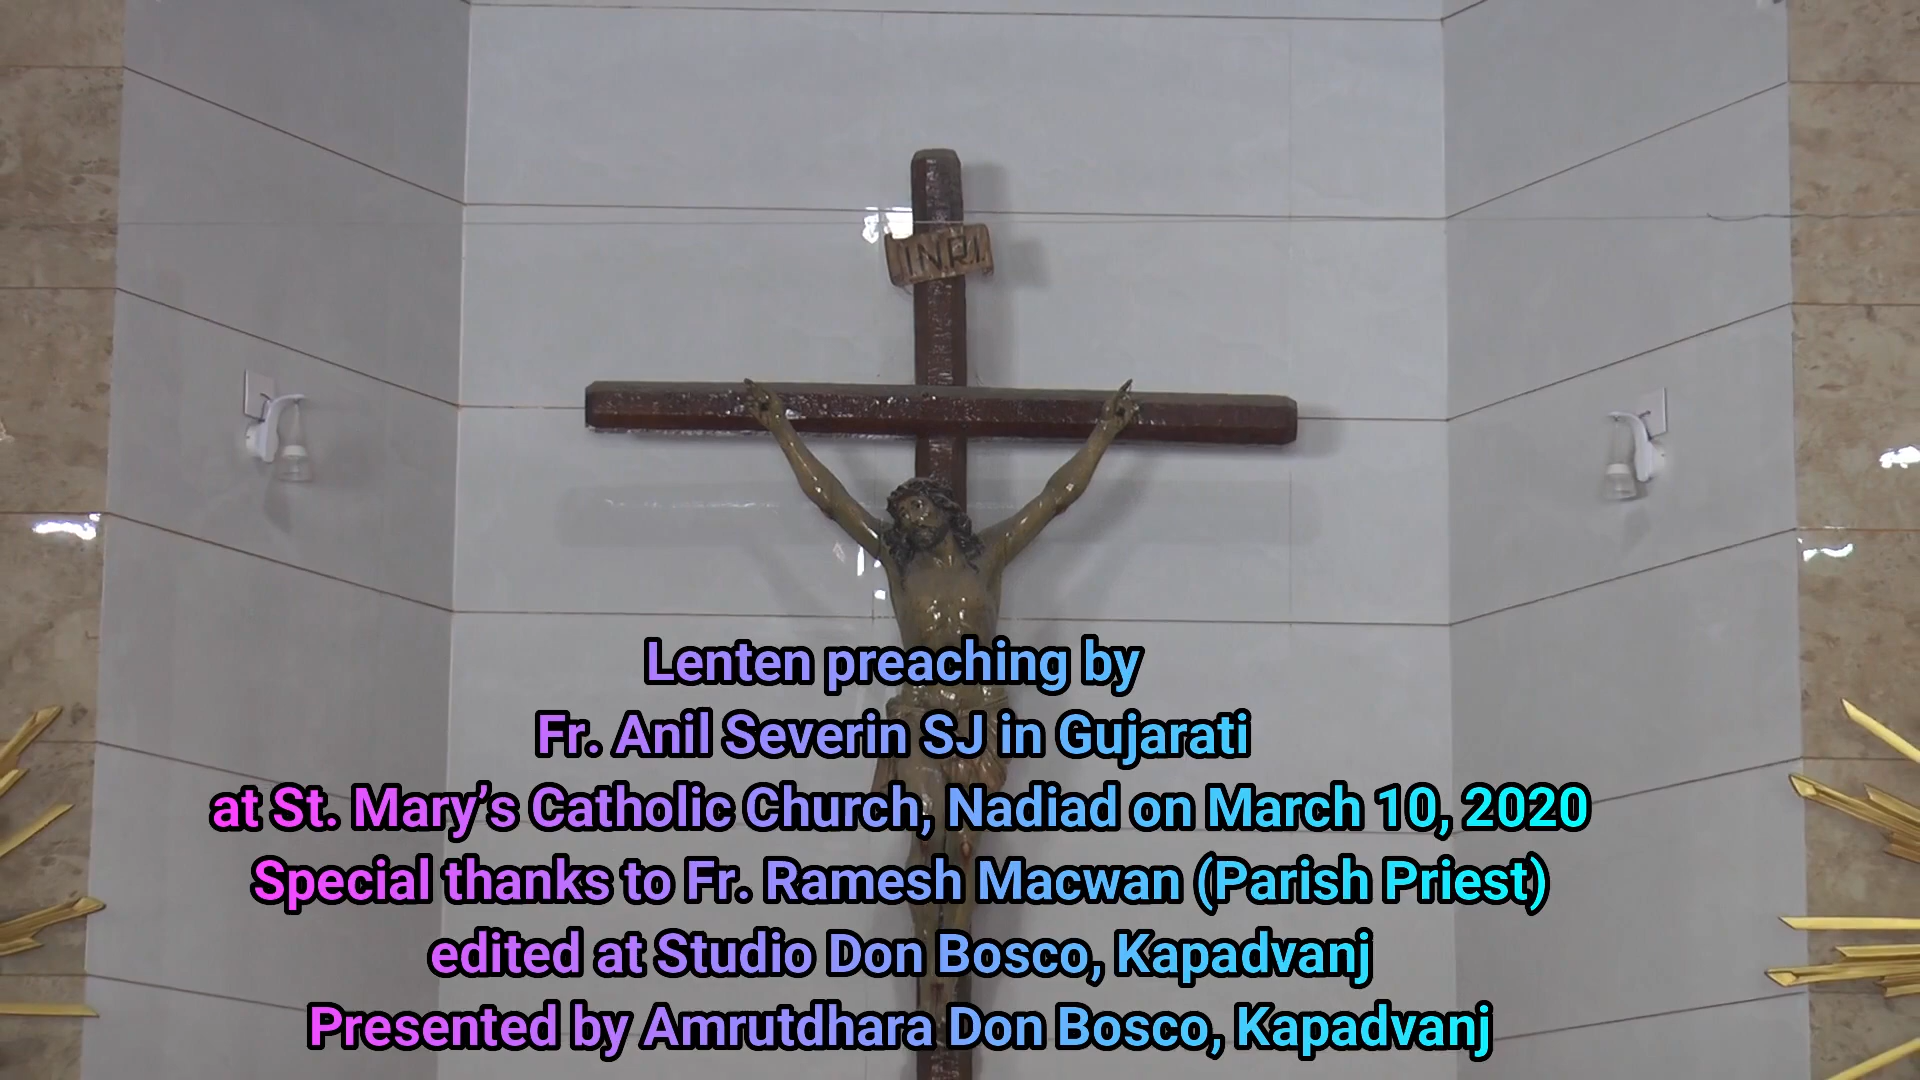 I.N.R.I.
Lenten preaching by
Fr. Anil Severin SJ in Gujarati
at St. Mary’s Catholic Church, Nadiad on March 10, 2020
Special thanks to Fr. Ramesh Macwan (Parish Priest)
edited at Studio Don Bosco, Kapadvanj
Presented by Amrutdhara Don Bosco, Kapadvanj